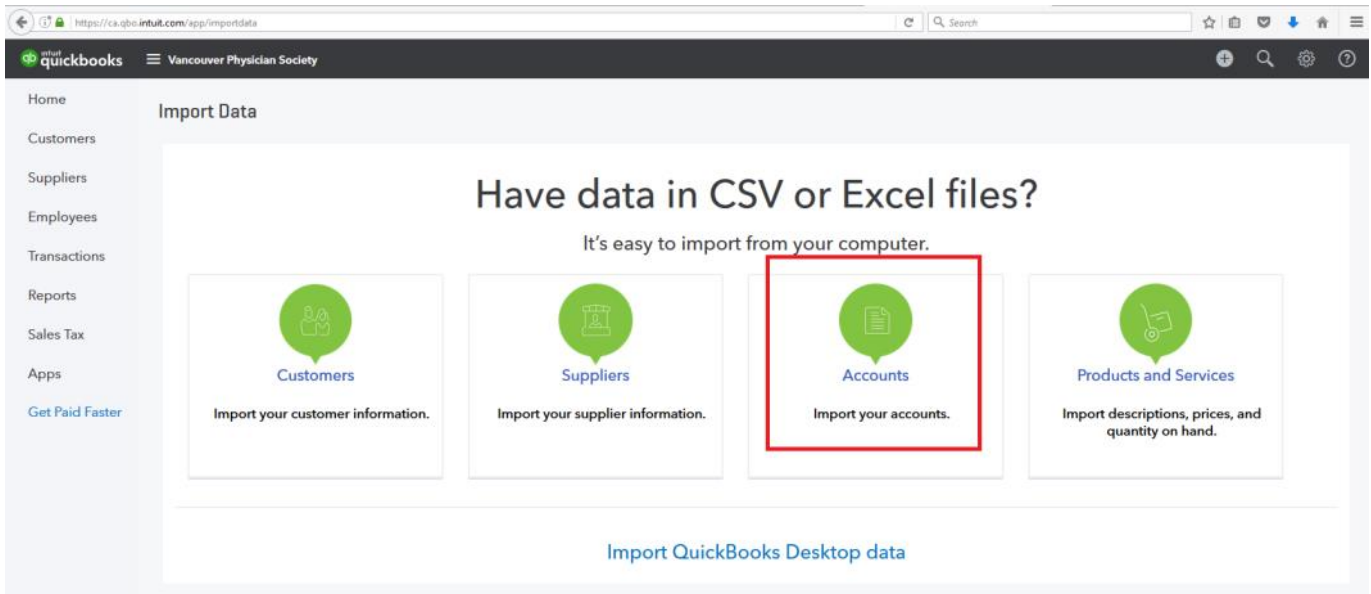 https://ca.qbo.intuit.com/app/importdata
Search
qb intuit quickbooks
Vancouver Physician Society
Home
Customers
Suppliers
Employees
Transactions
Reports
Sales Tax
Apps
Get Paid Faster
Import Data
Have data in CSV or Excel files?
It's easy to import from your computer.
Customers
Import your customer information.
Suppliers
Import your supplier information.
Accounts
Import your accounts.
Products and Services
Import descriptions, prices, and
quantity on hand.
Import QuickBooks Desktop data